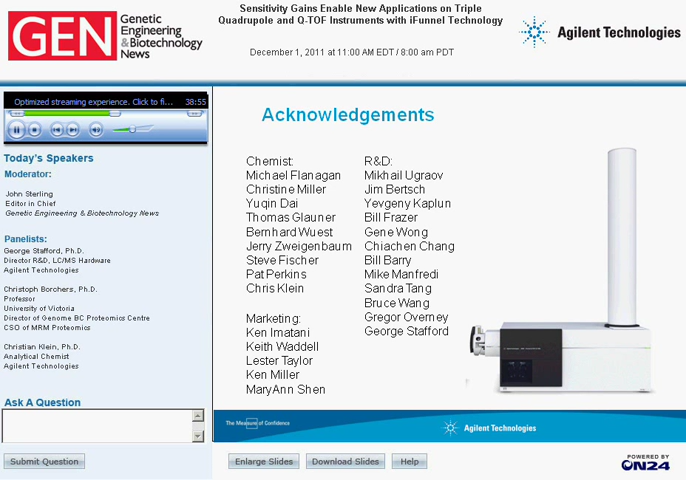 GEN Genetic
Engineering
& Biotechnology
News
Sensitivity Gains Enable New Applications on Triple
Quadrupole and Q-TOF Instruments with iFunnel Technology
December 1, 2011 at 11:00 AM EDT / 8:00 am PDT
Agilent Technologies
Optimized streaming experience. Click to fi... 38:55
Today's Speakers
Moderator:
John Sterling
Editor in Chief
Genetic Engineering & Biotechnology News
Panelists:
George Stafford, Ph.D.
Director R&D, LC/MS Hardware
Agilent Technologies
Christoph Borchers, Ph.D.
Professor
University of Victoria
Director of Genome BC Proteomics Centre
CSO of MRM Proteomics
Christian Klein, Ph.D.
Analytical Chemist
Agilent Technologies
Ask A Question
Submit Question
Acknowledgements
Chemist:
Michael Flanagan
Christine Miller
Yuqin Dai
Thomas Glauner
Bernhard Wuest
Jerry Zweigenbaum
Steve Fischer
Pat Perkins
Chris Klein
Marketing:
Ken Imatani
Keith Waddell
Lester Taylor
Ken Miller
MaryAnn Shen
R&D:
Mikhail Ugraov
Jim Bertsch
Yevgeny Kaplun
Bill Frazer
Gene Wong
Chiachen Chang
Bill Barry
Mike Manfredi
Sandra Tang
Bruce Wang
Gregor Overney
George Stafford
The Measure of Confidence
Agilent Technologies
Enlarge Slides
Download Slides
Help
POWERED BY
ON24